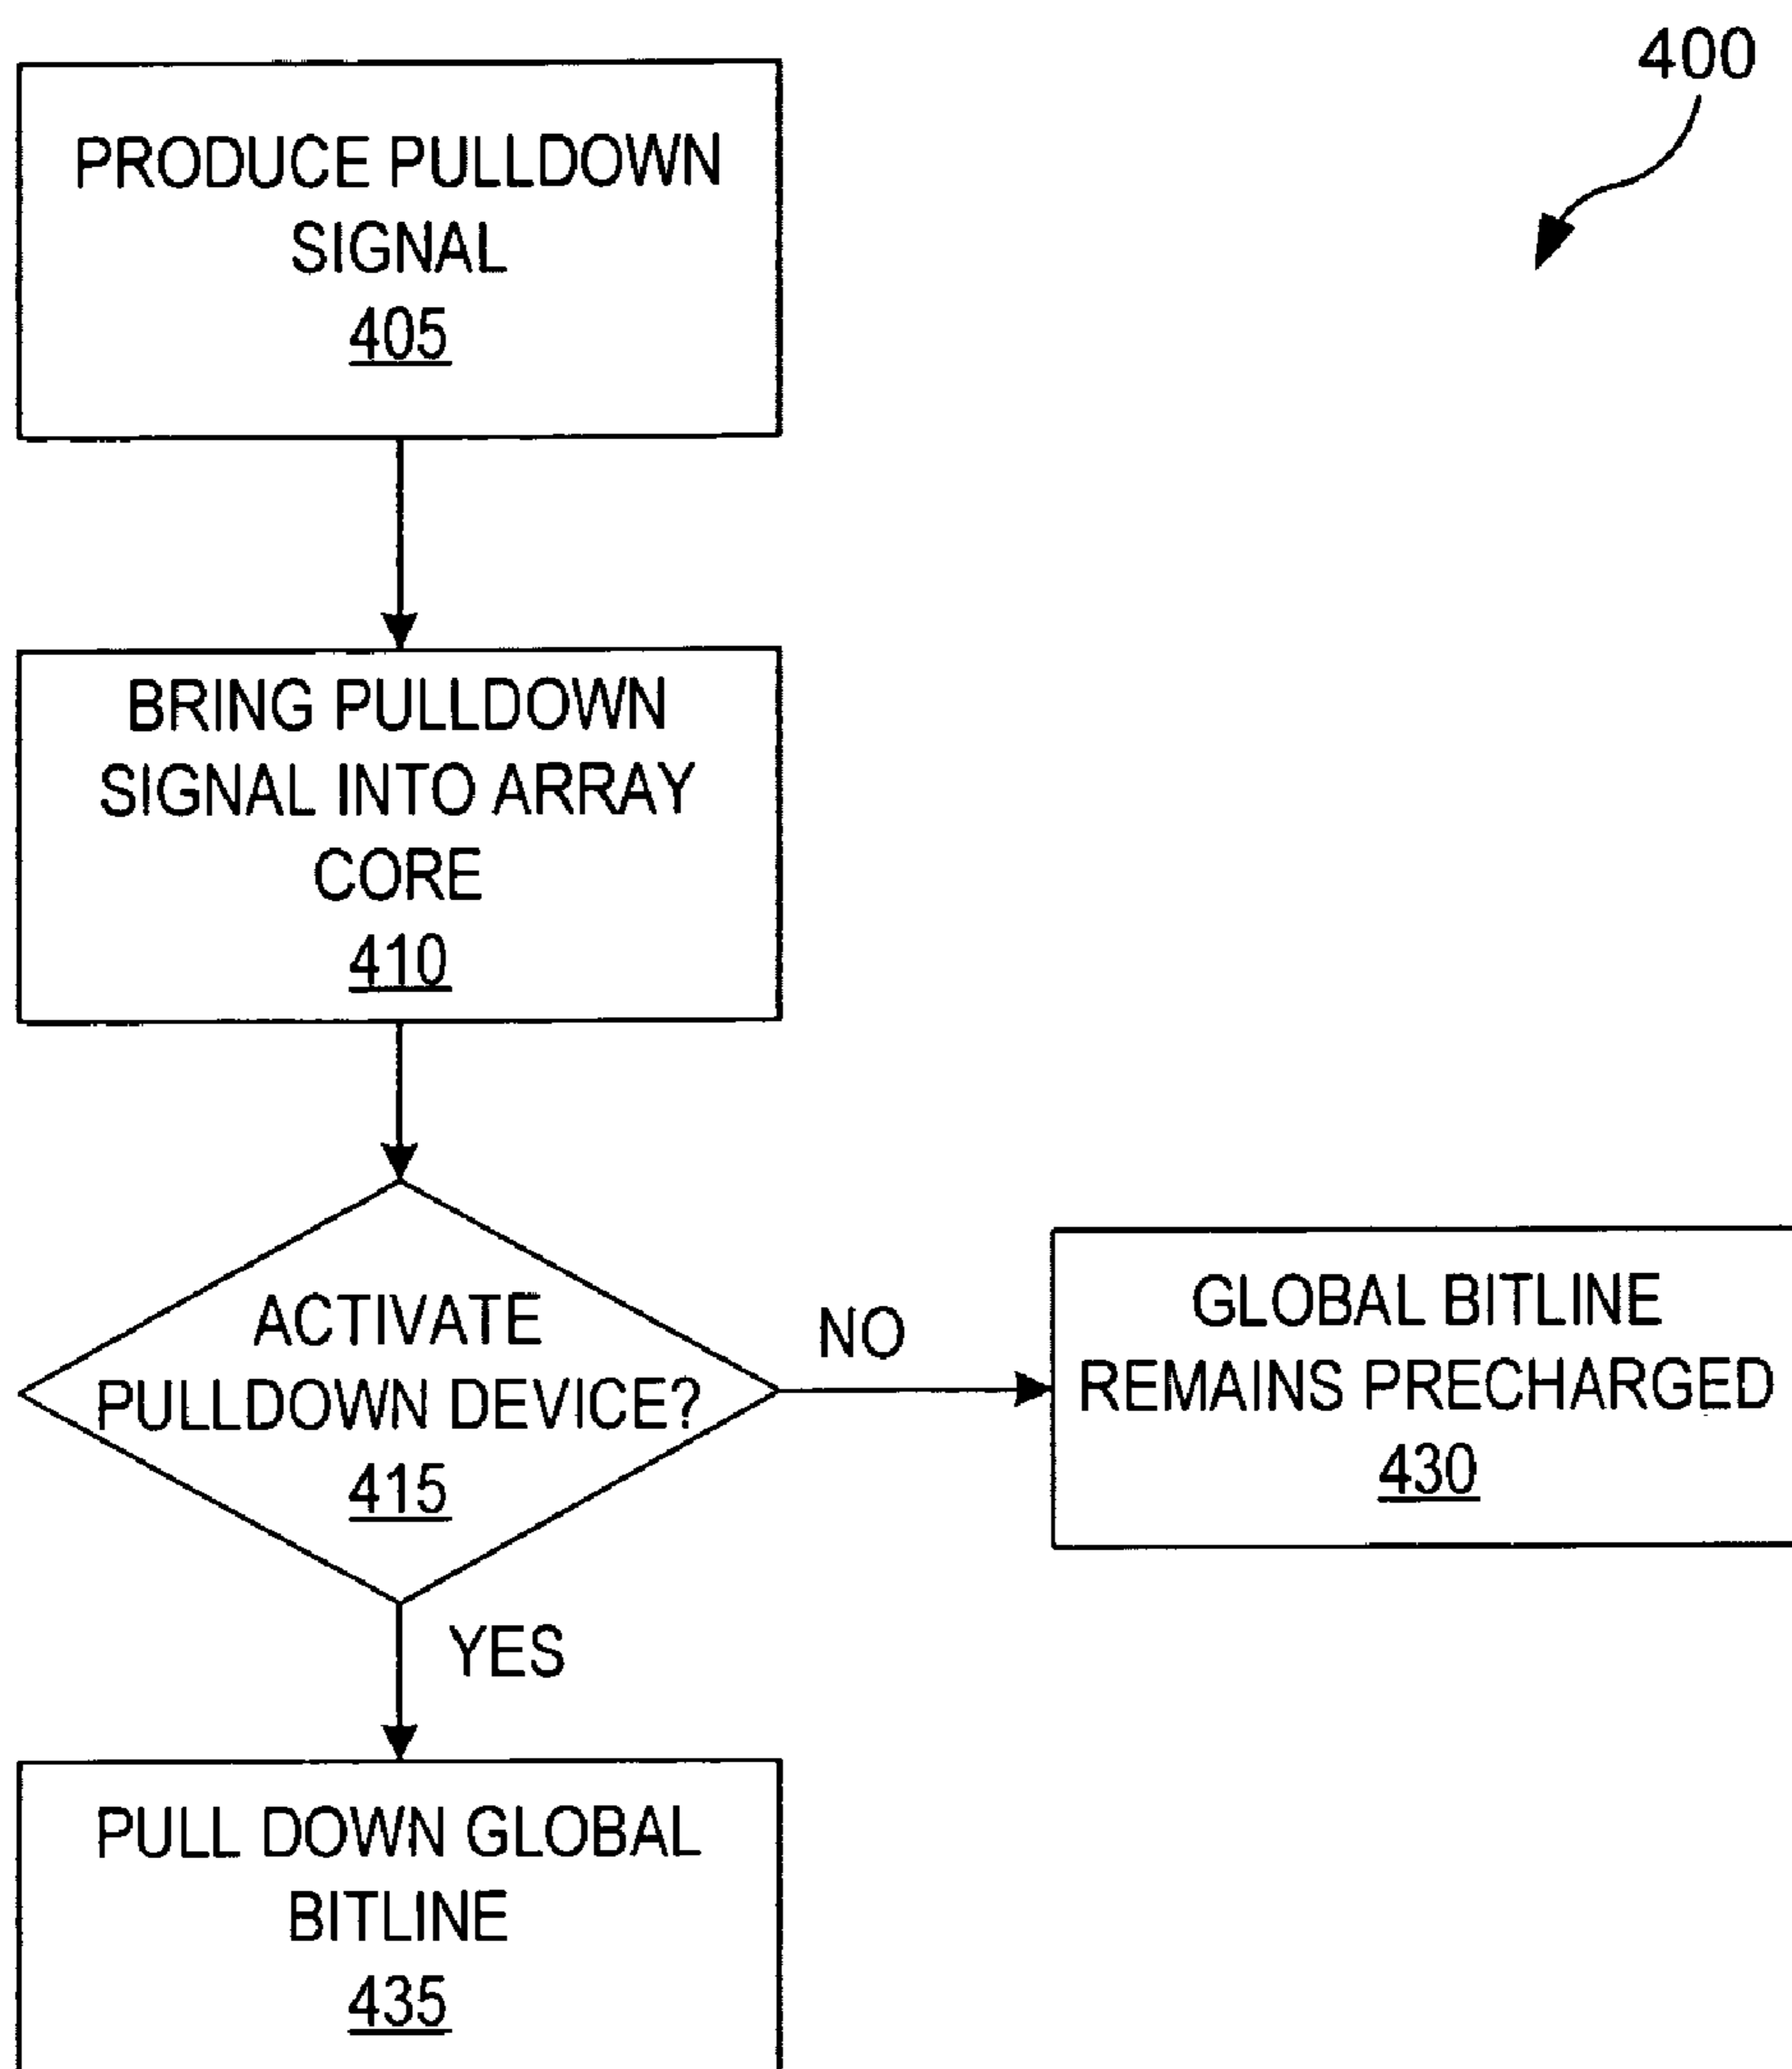 400
PRODUCE PULLDOWN
SIGNAL
405
BRING PULLDOWN
SIGNAL INTO ARRAY
CORE
410
ACTIVATE
PULLDOWN DEVICE?
415
NO
GLOBAL BITLINE
REMAINS PRECHARGED
430
YES
PULL DOWN GLOBAL
BITLINE
435